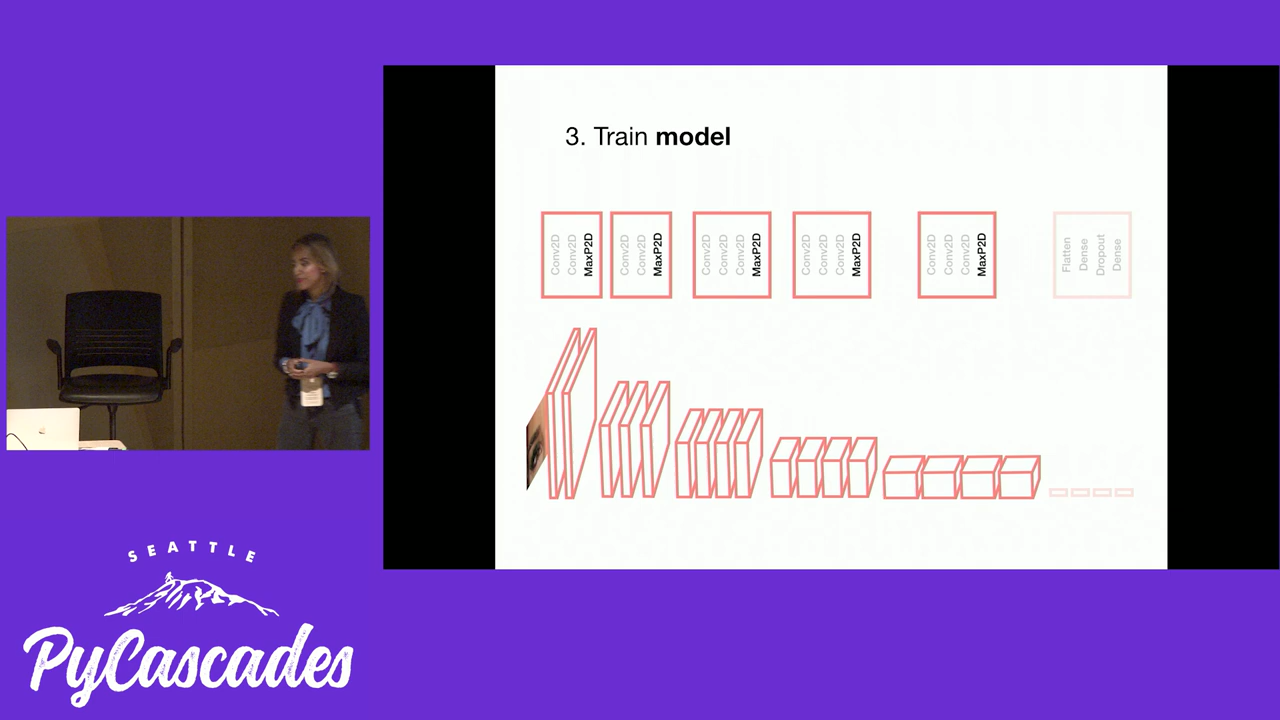 3. Train model
Conv2D
Conv2D
MaxP2D
Conv2D
Conv2D
MaxP2D
Conv2D
Conv2D
Conv2D
MaxP2D
Conv2D
Conv2D
Conv2D
MaxP2D
Conv2D
Conv2D
Conv2D
MaxP2D
Flatten
Dense
Dropout
Dense
SEATTLE
PyCascades